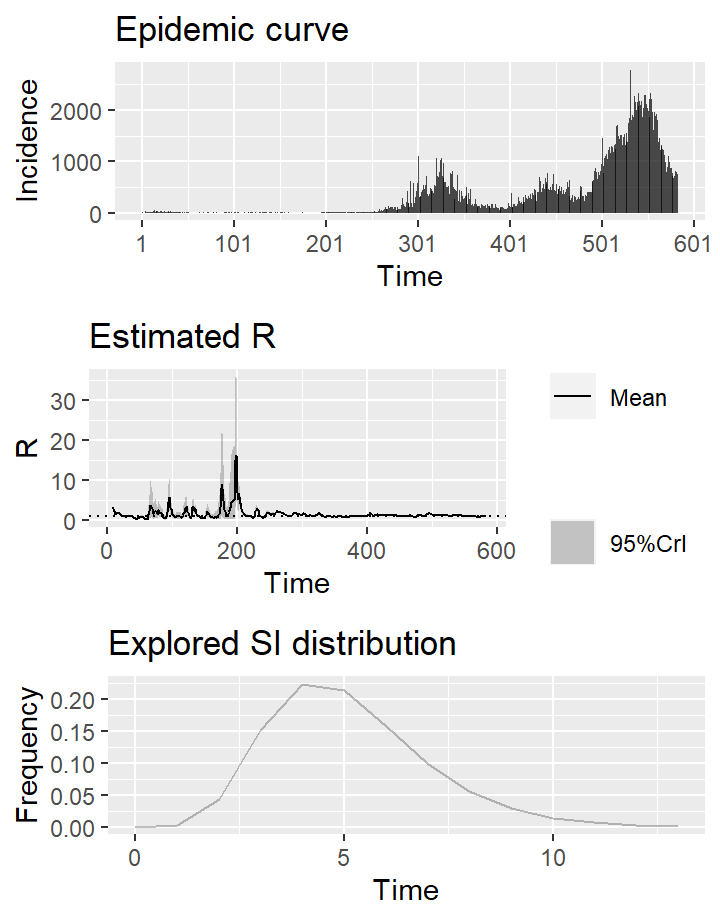 Epidemic curve
Incidence
2000
1000
0
1 101 201 301 401 501 601
Time
Estimated R
R
30
20
10
0
0 200 400 600
Time
Mean
95%CrI
Explored SI distribution
Frequency
0.20
0.15
0.10
0.05
0.00
0 5 10
Time